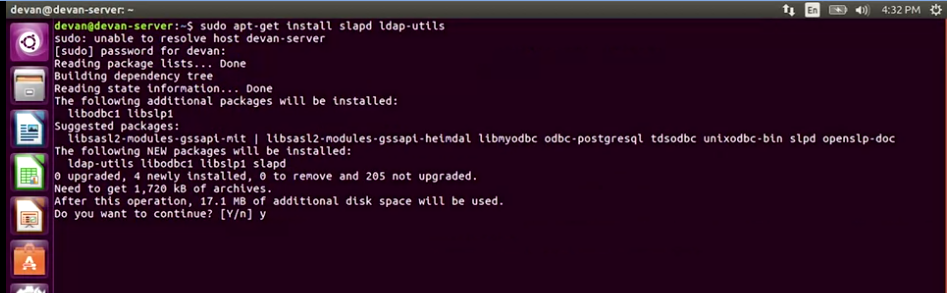 devan@devan-server: ~
En
4:32 PM
devan@devan-server:~$ sudo apt-get install slapd ldap-utils
sudo: unable to resolve host devan-server
[sudo] password for devan:
Reading package lists... Done
Building dependency tree
Reading state information... Done
The following additional packages will be installed:
  libodbc1 libslp1
Suggested packages:
  libsasl2-modules-gssapi-mit | libsasl2-modules-gssapi-heimdal libmyodbc odbc-postgresql tdsodbc unixodbc-bin slpd openslp-doc
The following NEW packages will be installed:
  ldap-utils libodbc1 libslp1 slapd
0 upgraded, 4 newly installed, 0 to remove and 205 not upgraded.
Need to get 1,720 kB of archives.
After this operation, 17.1 MB of additional disk space will be used.
Do you want to continue? [Y/n] y